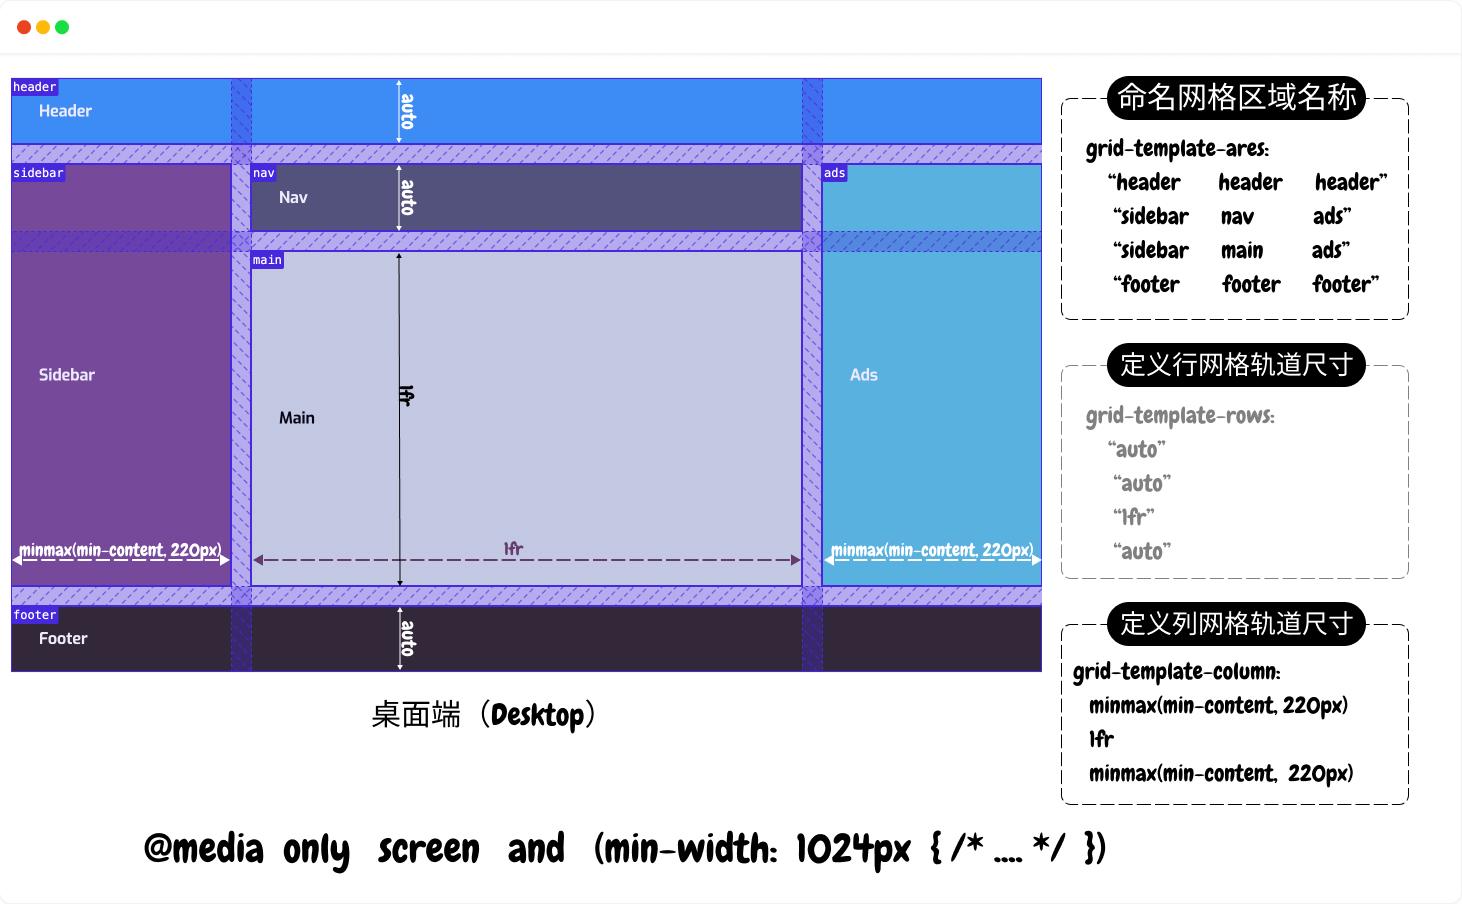 header
Header
auto
sidebar
nav
ads
Nav
auto
main
Sidebar
Main
1fr
Ads
minmax(min-content, 220px)
1fr
minmax(min-content, 220px)
footer
Footer
auto
桌面端（Desktop）
命名网格区域名称
grid-template-ares:
“header header header”
“sidebar nav ads”
“sidebar main ads”
“footer footer footer”
定义行网格轨道尺寸
grid-template-rows:
“auto”
“auto”
“1fr”
“auto”
定义列网格轨道尺寸
grid-template-column:
minmax(min-content, 220px)
1fr
minmax(min-content, 220px)
@media only screen and (min-width: 1024px { /* .... */ })